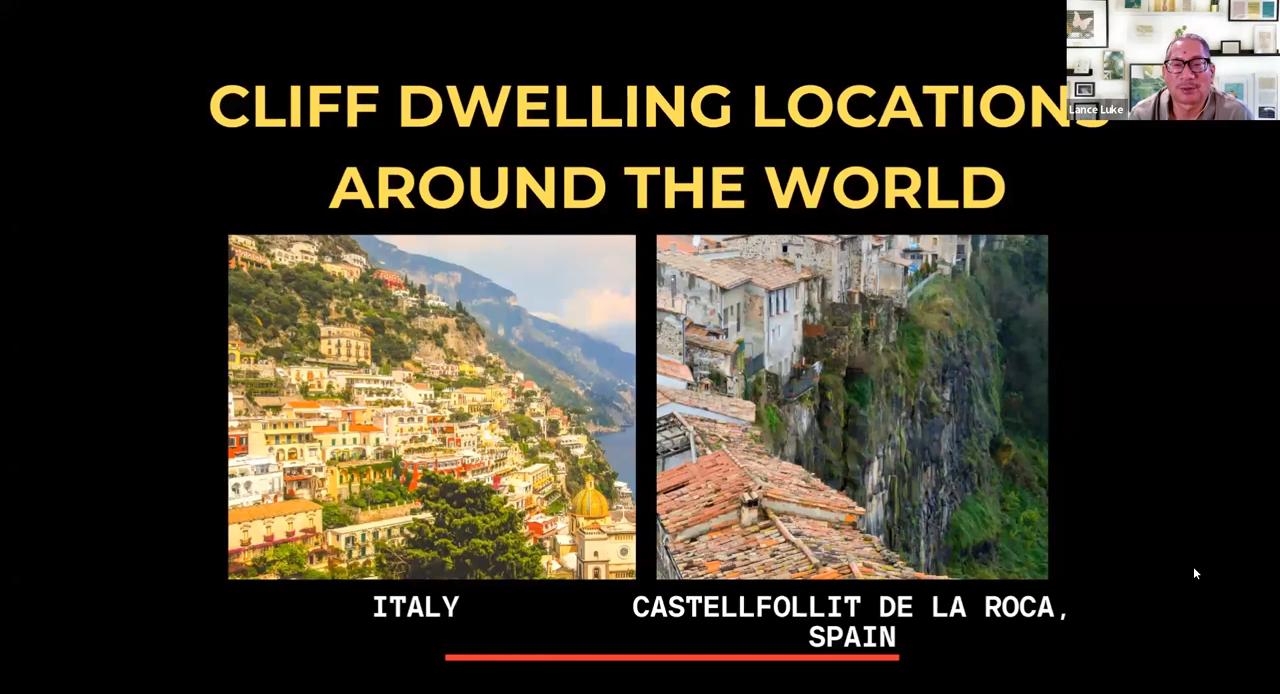 CLIFF DWELLING LOCATIONS
AROUND THE WORLD
Lance Luke
ITALY
CASTELLFOLLIT DE LA ROCA,
SPAIN